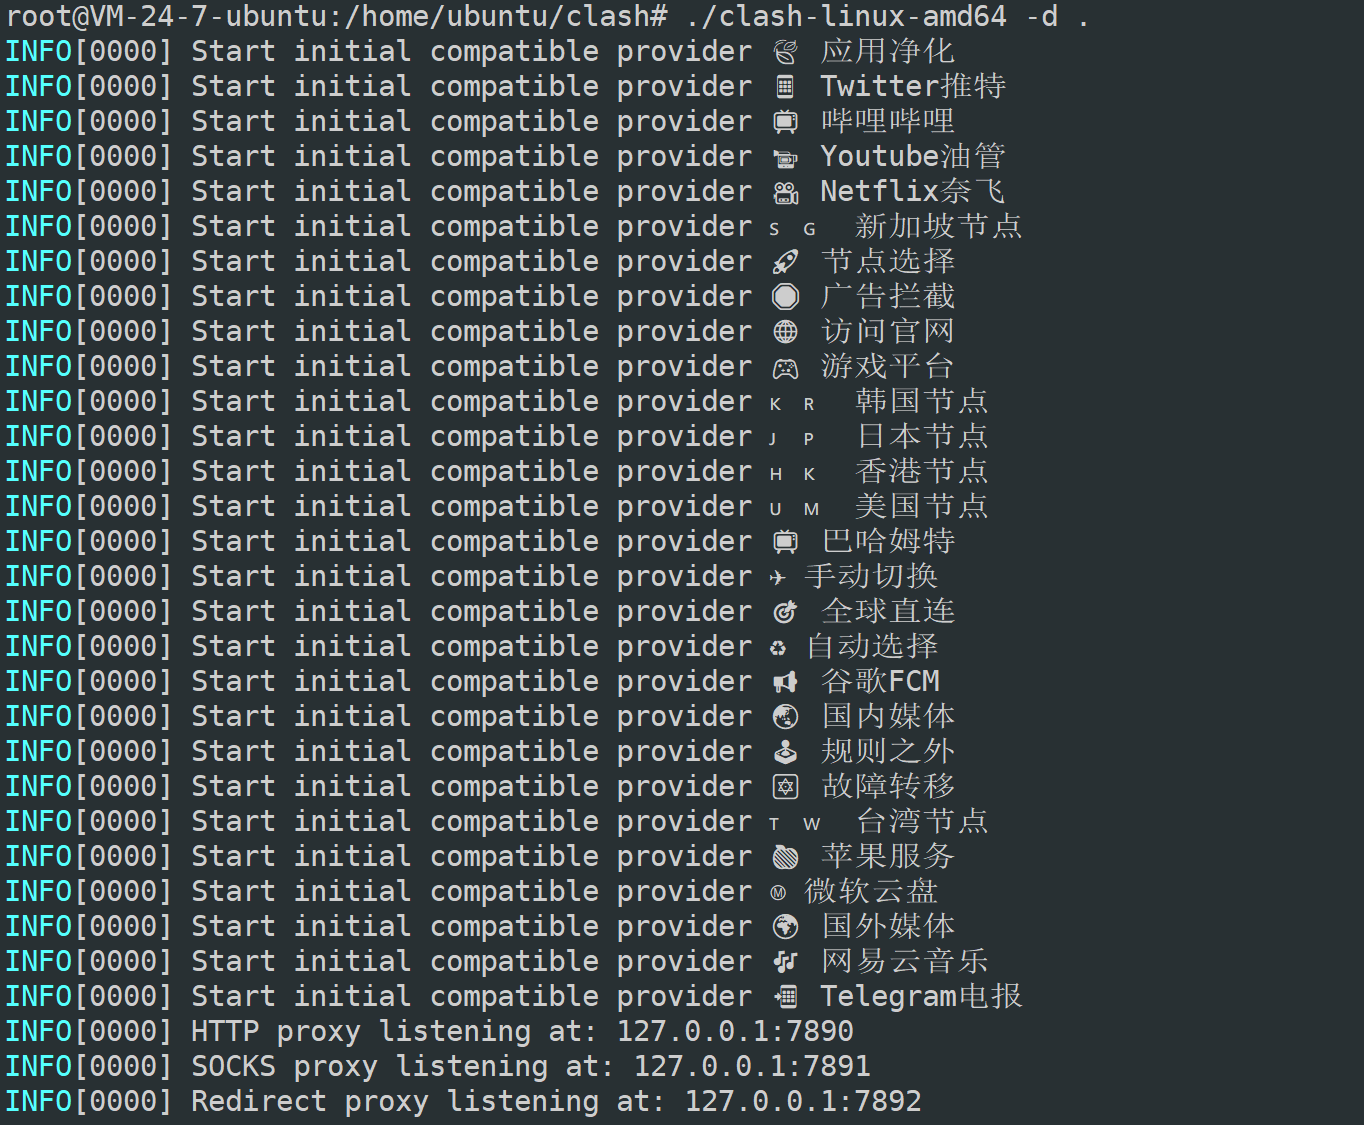 root@VM-24-7-ubuntu:/home/ubuntu/clash# ./clash-linux-amd64 -d .
INFO[0000] Start initial compatible provider 🍃 应用净化
INFO[0000] Start initial compatible provider 📲 Twitter推特
INFO[0000] Start initial compatible provider 📺 哔哩哔哩
INFO[0000] Start initial compatible provider 📹 Youtube油管
INFO[0000] Start initial compatible provider 🎥 Netflix奈飞
INFO[0000] Start initial compatible provider 🇸 🇬 新加坡节点
INFO[0000] Start initial compatible provider 🚀 节点选择
INFO[0000] Start initial compatible provider 🛑 广告拦截
INFO[0000] Start initial compatible provider 🌐 访问官网
INFO[0000] Start initial compatible provider 🎮 游戏平台
INFO[0000] Start initial compatible provider 🇰 🇷 韩国节点
INFO[0000] Start initial compatible provider 🇯 🇵 日本节点
INFO[0000] Start initial compatible provider 🇭 🇰 香港节点
INFO[0000] Start initial compatible provider 🇺 🇲 美国节点
INFO[0000] Start initial compatible provider 📺 巴哈姆特
INFO[0000] Start initial compatible provider ✈ 手动切换
INFO[0000] Start initial compatible provider 🎯 全球直连
INFO[0000] Start initial compatible provider ♻ 自动选择
INFO[0000] Start initial compatible provider 📢 谷歌FCM
INFO[0000] Start initial compatible provider 🌏 国内媒体
INFO[0000] Start initial compatible provider 🕹 规则之外
INFO[0000] Start initial compatible provider 🔯 故障转移
INFO[0000] Start initial compatible provider 🇹 🇼 台湾节点
INFO[0000] Start initial compatible provider 🍎 苹果服务
INFO[0000] Start initial compatible provider Ⓜ 微软云盘
INFO[0000] Start initial compatible provider 🌍 国外媒体
INFO[0000] Start initial compatible provider 🎶 网易云音乐
INFO[0000] Start initial compatible provider 📲 Telegram电报
INFO[0000] HTTP proxy listening at: 127.0.0.1:7890
INFO[0000] SOCKS proxy listening at: 127.0.0.1:7891
INFO[0000] Redirect proxy listening at: 127.0.0.1:7892